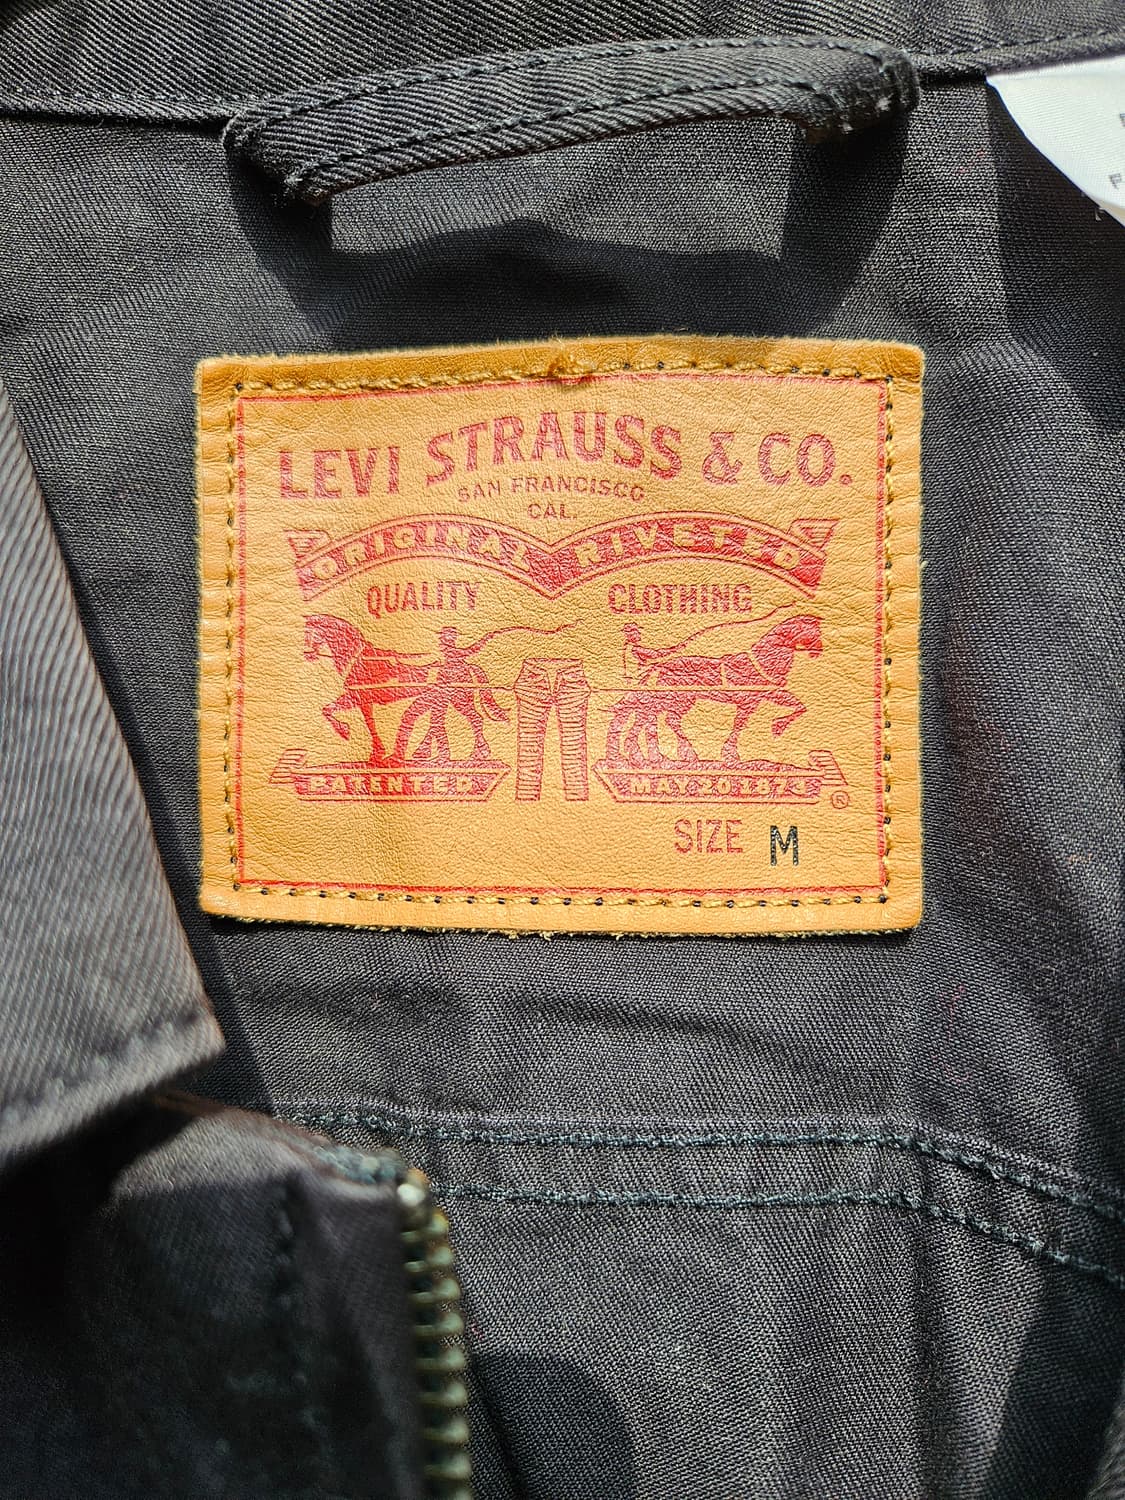 LEVI STRAUSS & CO.
SAN FRANCISCO
CAL.
ORIGINAL RIVETED
QUALITY CLOTHING
PATENTED MAY 20 1873
®
SIZE M